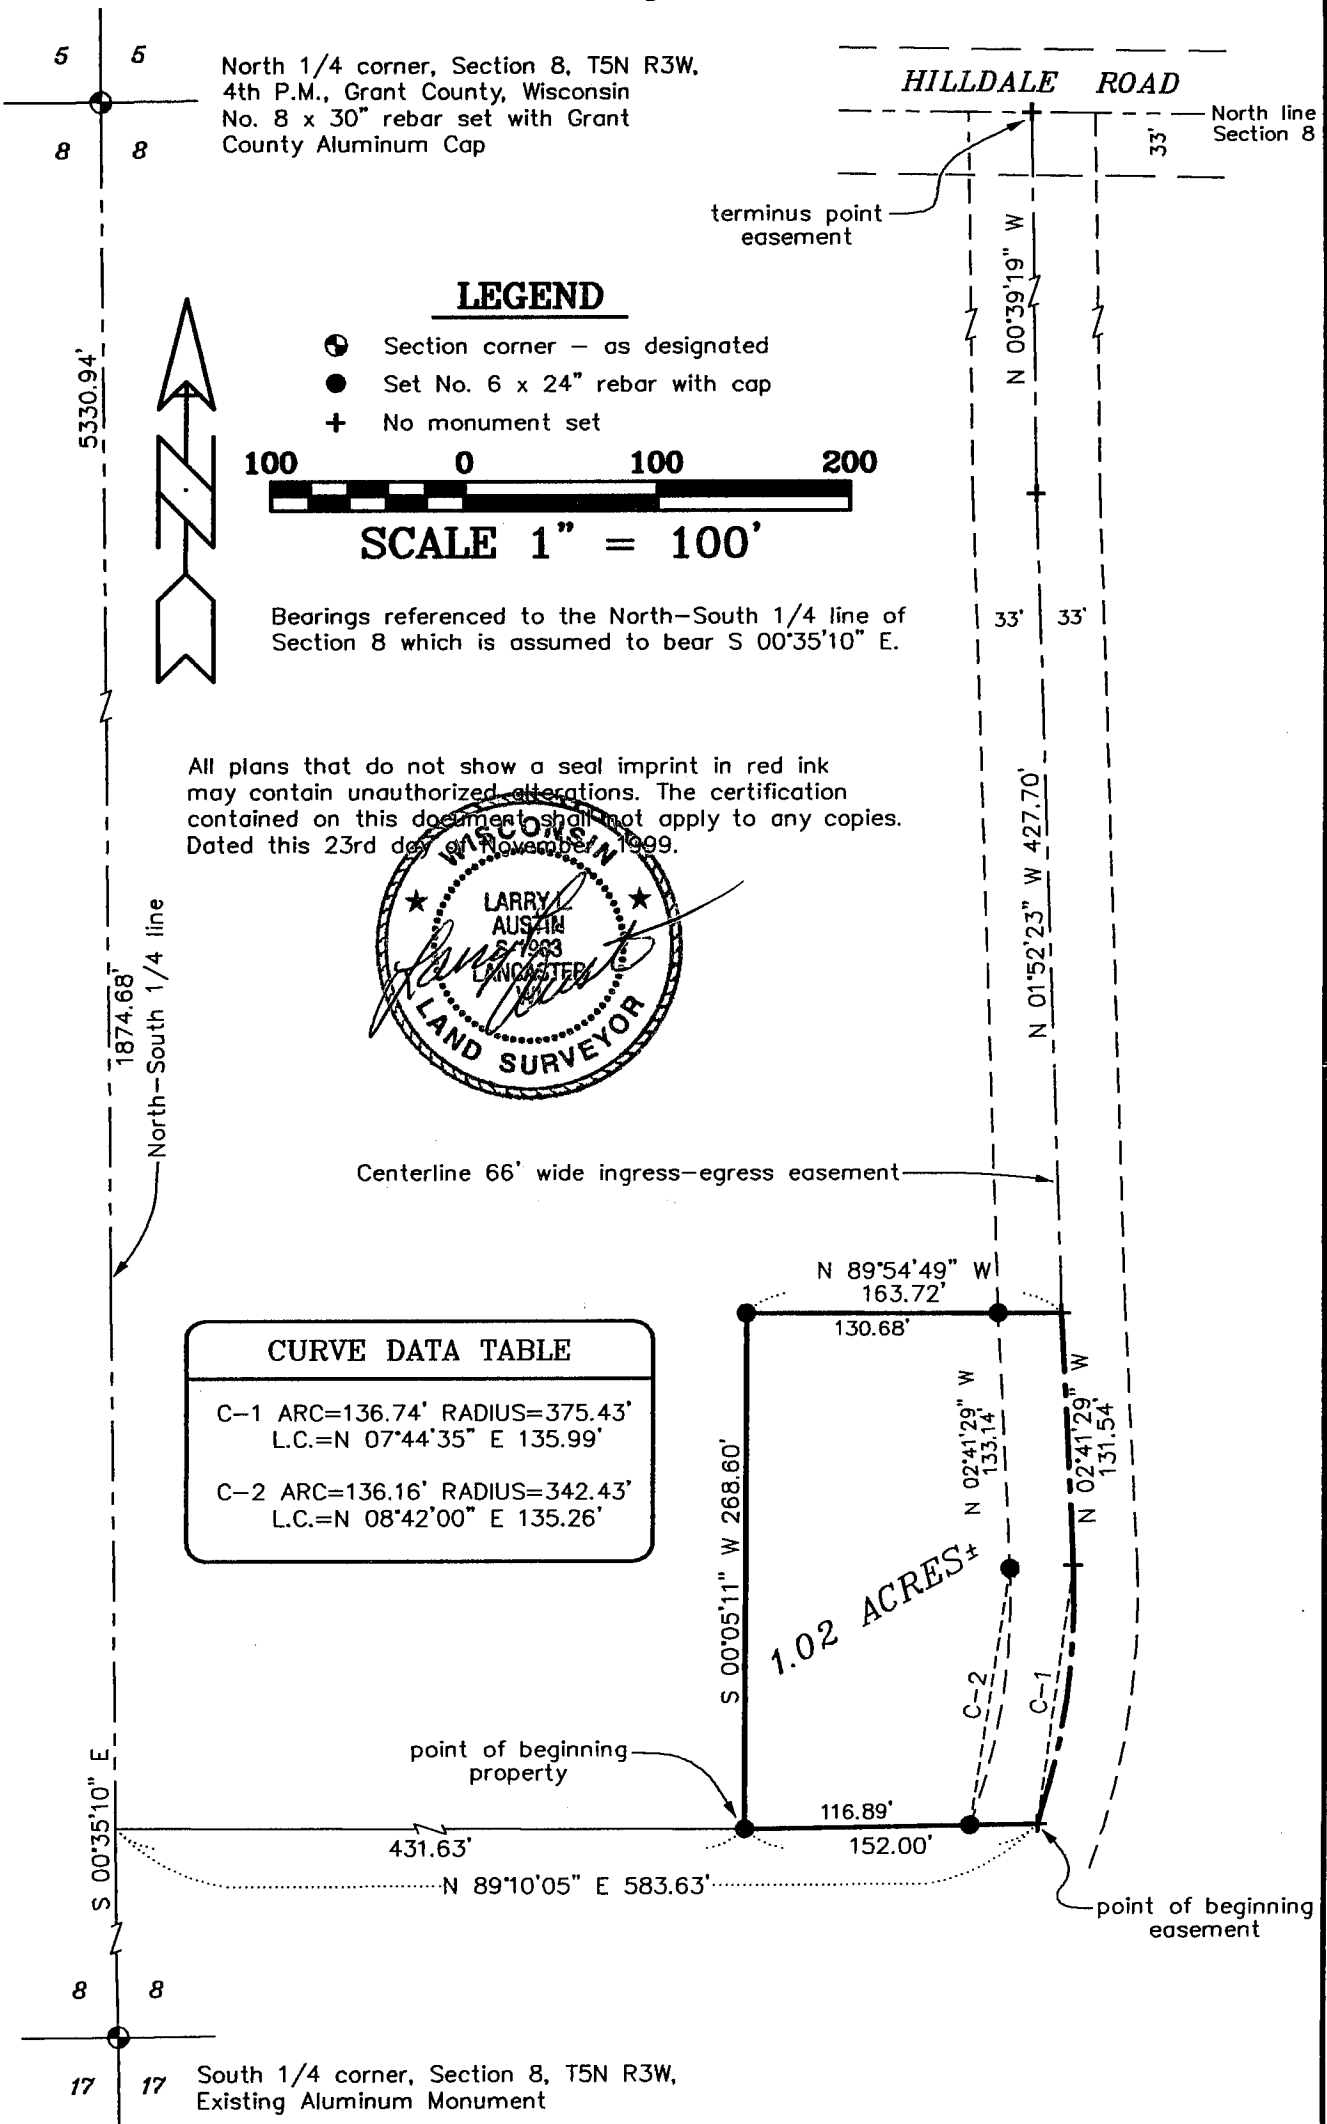 5 5
8 8
North 1/4 corner, Section 8, T5N R3W,
4th P.M., Grant County, Wisconsin
No. 8 x 30" rebar set with Grant
County Aluminum Cap
HILLDALE ROAD
North line
Section 8
33'
terminus point
easement
N 00°39'19" W
LEGEND
Section corner – as designated
Set No. 6 x 24" rebar with cap
No monument set
100 0 100 200
SCALE 1" = 100'
5330.94'
N
Bearings referenced to the North–South 1/4 line of
Section 8 which is assumed to bear S 00°35'10" E.
33' 33'
All plans that do not show a seal imprint in red ink
may contain unauthorized alterations. The certification
contained on this document shall not apply to any copies.
Dated this 23rd day of November, 1999.
WISCONSIN
LARRY L.
AUSTIN
S-1963
LANCASTER,
WI
LAND SURVEYOR
N 01°52'23" W 427.70'
1874.68'
North–South 1/4 line
Centerline 66' wide ingress–egress easement
N 89°54'49" W
163.72'
130.68'
CURVE DATA TABLE
C–1 ARC=136.74' RADIUS=375.43'
L.C.=N 07°44'35" E 135.99'
C–2 ARC=136.16' RADIUS=342.43'
L.C.=N 08°42'00" E 135.26'
S 00°05'11" W 268.60'
N 02°41'29" W
133.14'
N 02°41'29" W
131.54'
1.02 ACRES±
C–2
C–1
point of beginning
property
S 00°35'10" E
116.89'
431.63'
152.00'
N 89°10'05" E 583.63'
point of beginning
easement
8 8
17 17
South 1/4 corner, Section 8, T5N R3W,
Existing Aluminum Monument